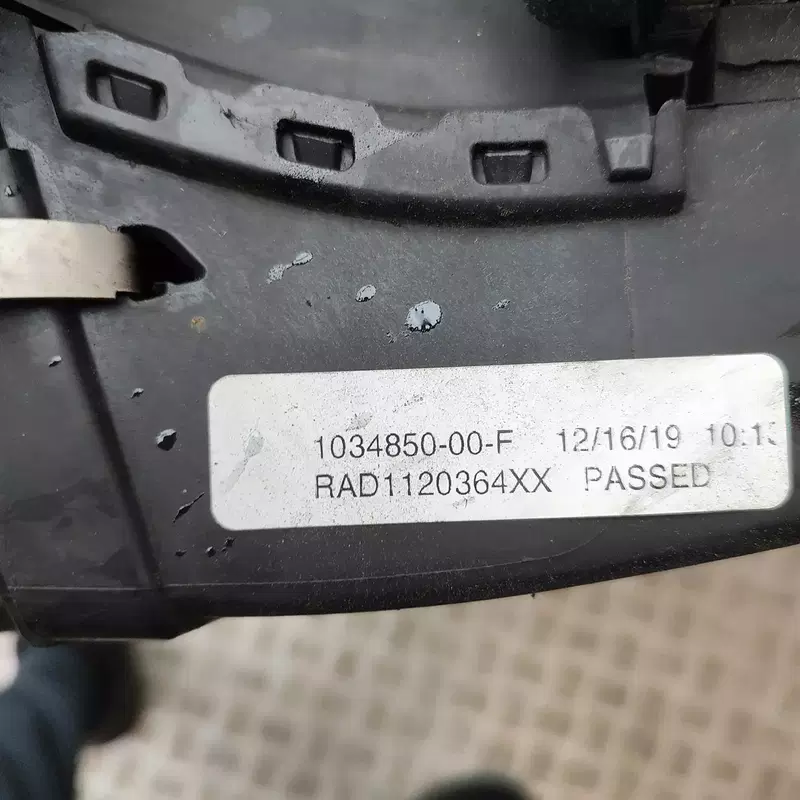 1034850-00-F 12/16/19 10:1
RAD1120364XX PASSED